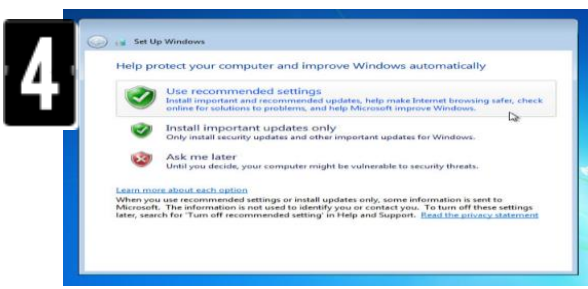 4
Set Up Windows
Help protect your computer and improve Windows automatically
Use recommended settings
Install important and recommended updates, help make Internet browsing safer, check
online for solutions to problems, and help Microsoft improve Windows.
Install important updates only
Only install security updates and other important updates for Windows.
Ask me later
Until you decide, your computer might be vulnerable to security threats.
Learn more about each option
When you use recommended settings or install updates only, some information is sent to
Microsoft. The information is not used to identify you or contact you. To turn off these settings
later, search for 'Turn off recommended setting' in Help and Support. Read the privacy statement